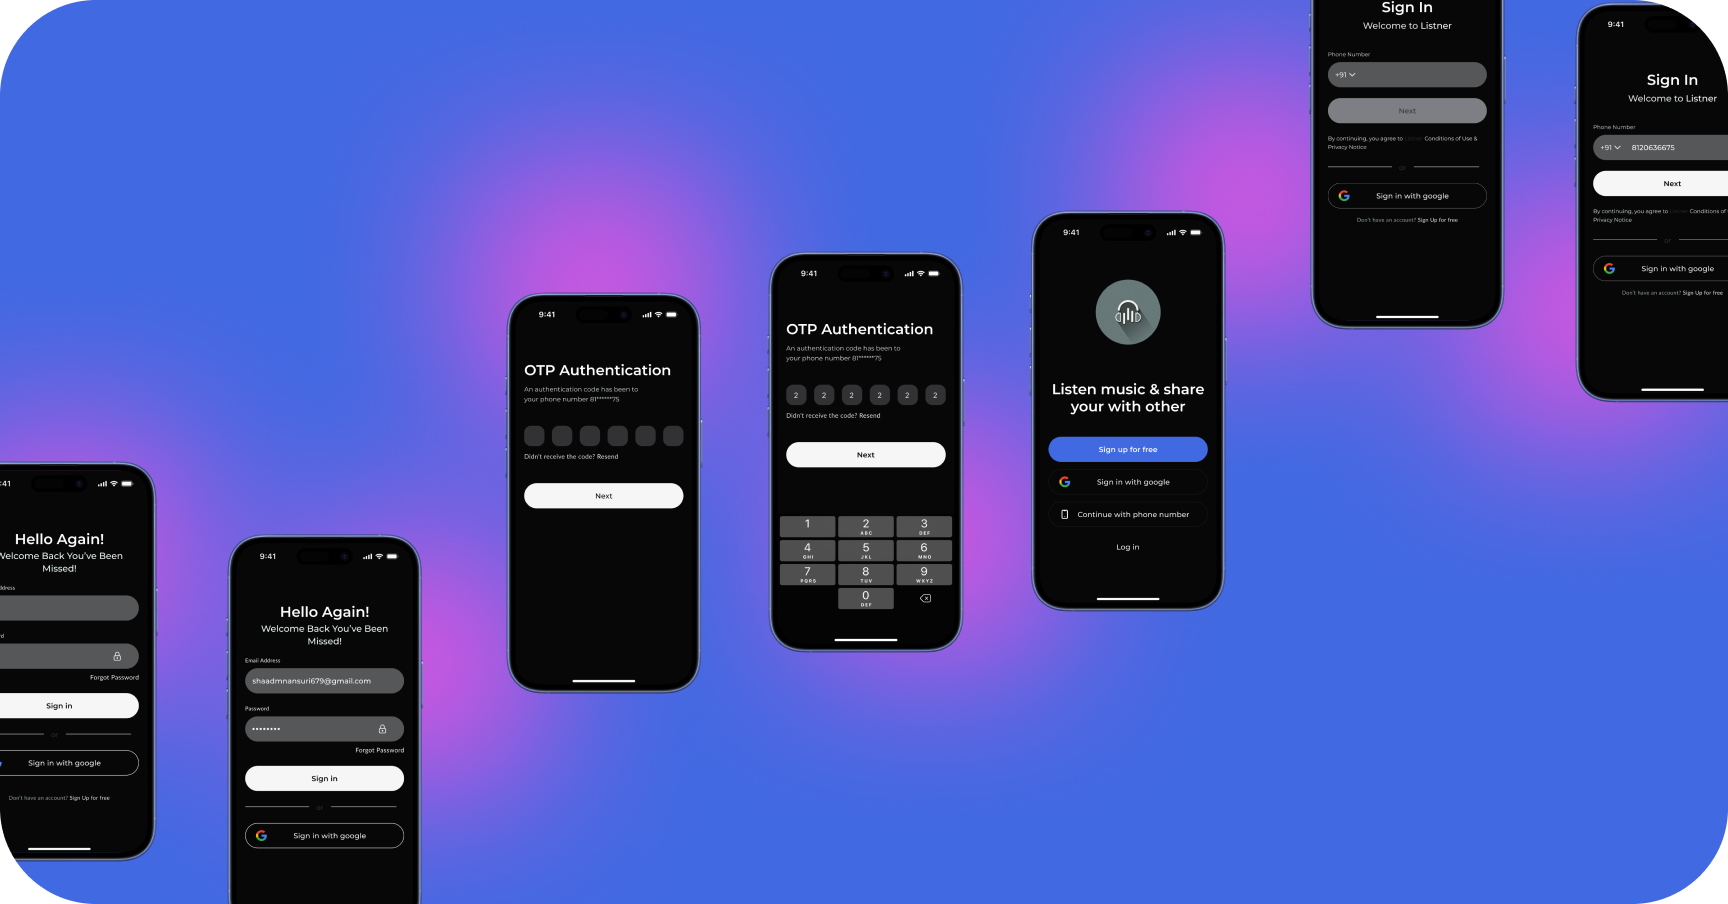 :41
Hello Again!
Welcome Back You've Been
Missed!
ddress
rd
Forgot Password
Sign in
or
Sign in with google
Don't have an account? Sign Up for free
9:41
Hello Again!
Welcome Back You've Been
Missed!
Email Address
shaadmnansuri679@gmail.com
Password
Forgot Password
Sign in
or
Sign in with google
9:41
OTP Authentication
An authentication code has been to
your phone number 81******75
Didn't receive the code? Resend
Next
9:41
OTP Authentication
An authentication code has been to
your phone number 81******75
2 2 2 2 2 2
Didn't receive the code? Resend
Next
1 2 3
ABC DEF
4 5 6
GHI JKL MNO
7 8 9
PQRS TUV WXYZ
0
DEF
9:41
Listen music & share
your with other
Sign up for free
Sign in with google
Continue with phone number
Log in
Sign In
Welcome to Listner
Phone Number
+91
Next
By continuing, you agree to Listner Conditions of Use &
Privacy Notice
or
Sign in with google
Don't have an account? Sign Up for free
9:41
Sign In
Welcome to Listner
Phone Number
+91 8120636675
Next
By continuing, you agree to Listner Conditions of
Privacy Notice
or
Sign in with google
Don't have an account? Sign Up for free